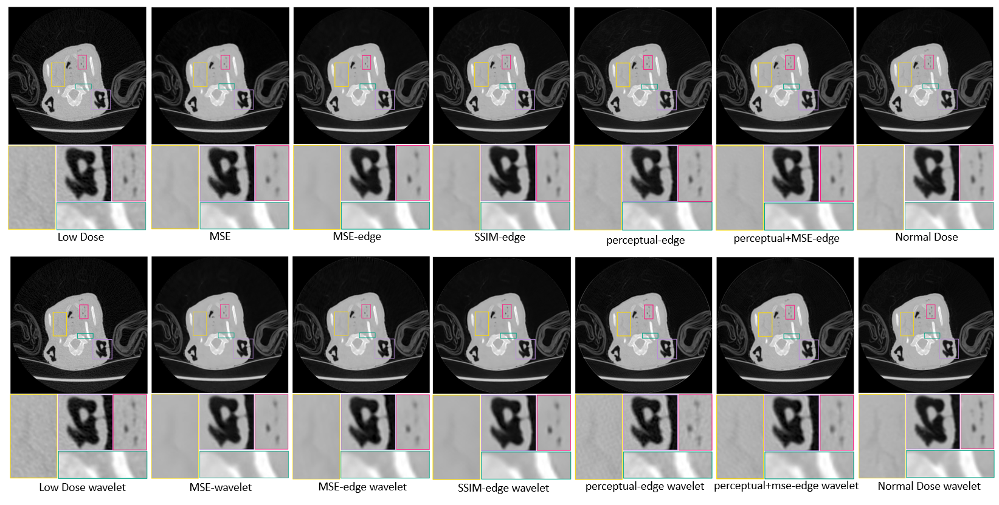 Low Dose
MSE
MSE-edge
SSIM-edge
perceptual-edge
perceptual+MSE-edge
Normal Dose
Low Dose wavelet
MSE-wavelet
MSE-edge wavelet
SSIM-edge wavelet
perceptual-edge wavelet
perceptual+mse-edge wavelet
Normal Dose wavelet